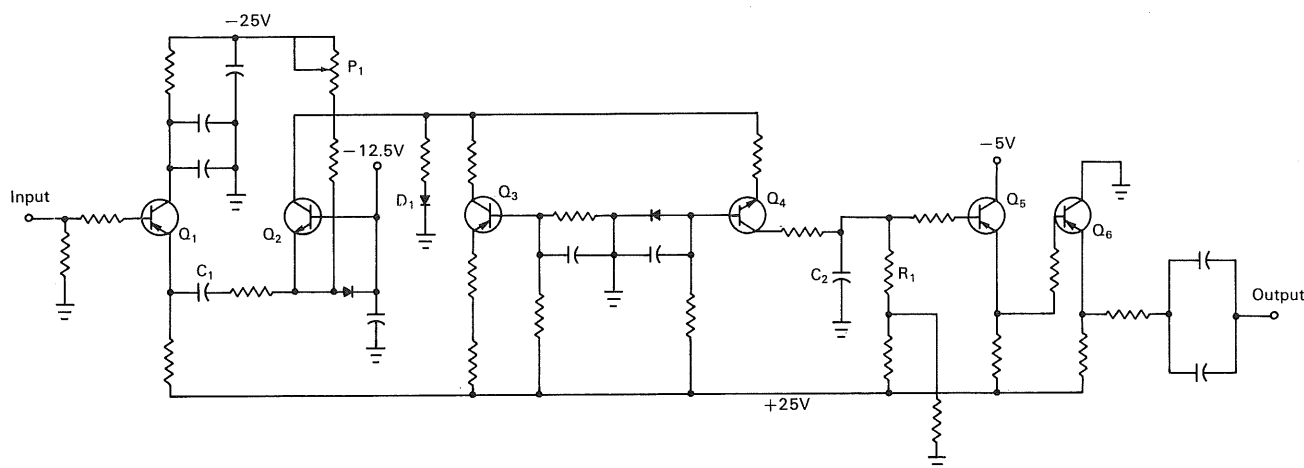 −25V
P₁
−12.5V
−5V
Input
D₁
Q₃
Q₄
Q₅
Q₁
Q₂
Q₆
C₁
C₂
R₁
Output
+25V